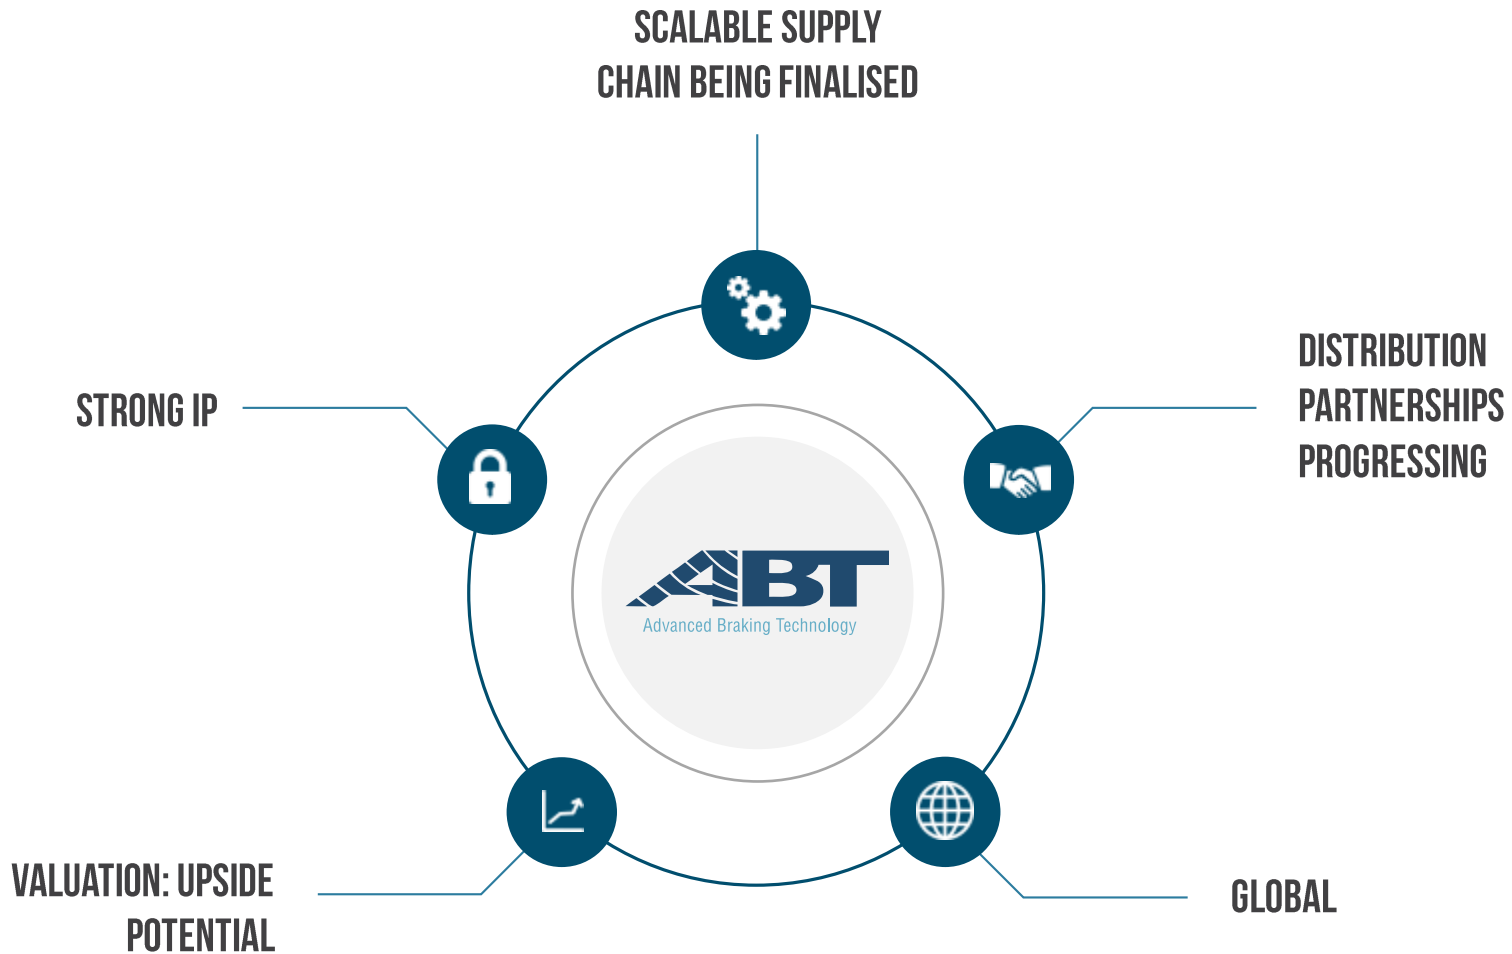 SCALABLE SUPPLY
CHAIN BEING FINALISED
DISTRIBUTION
PARTNERSHIPS
PROGRESSING
STRONG IP
ABT
Advanced Braking Technology
VALUATION: UPSIDE
POTENTIAL
GLOBAL